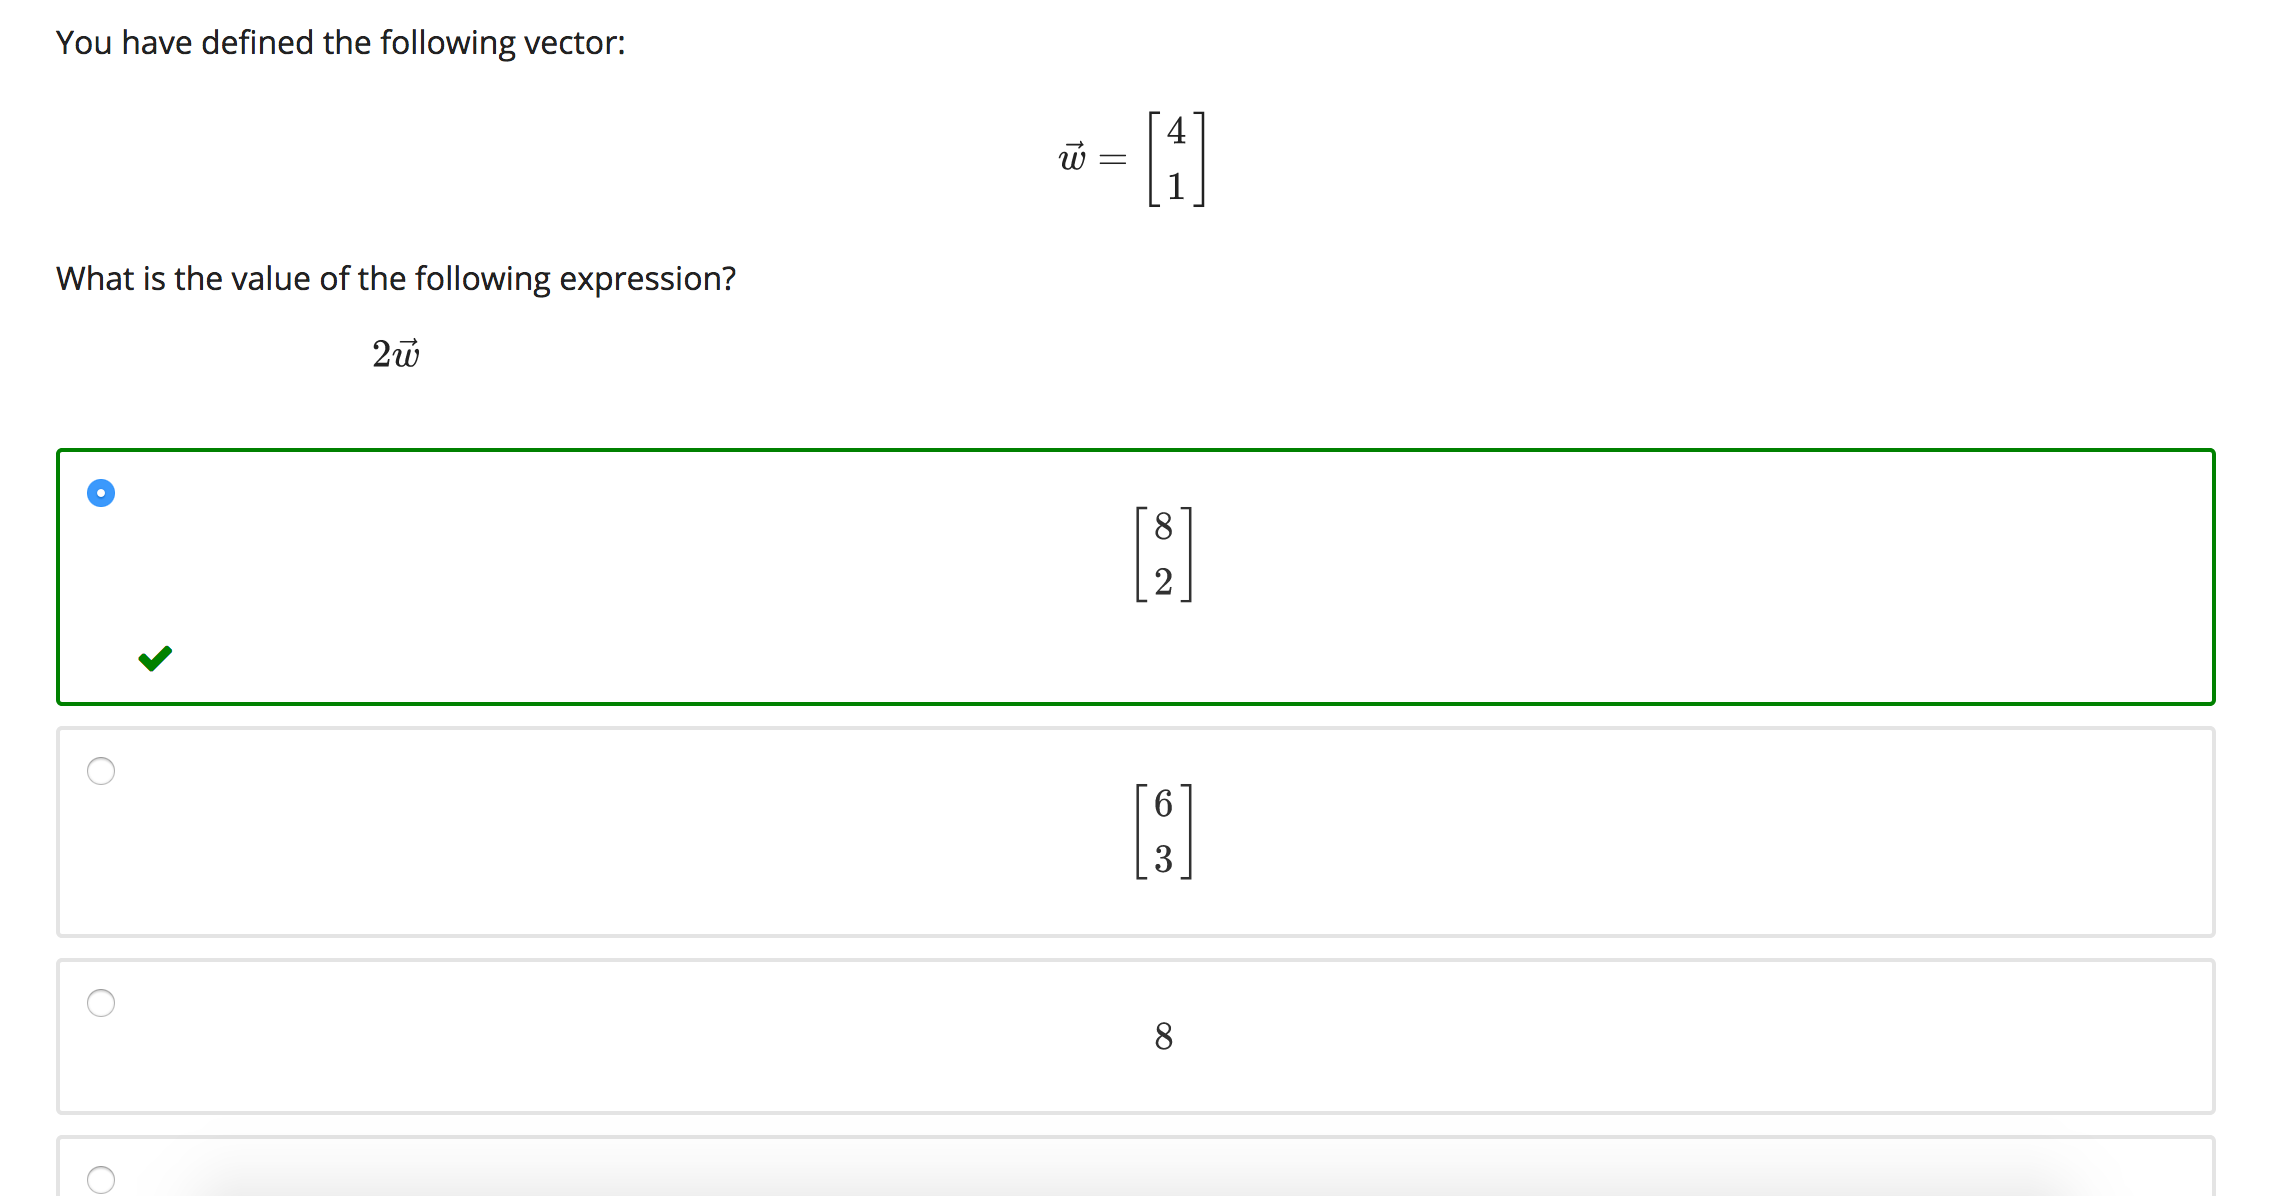 You have defined the following vector:
$\vec{w} = \begin{bmatrix} 4 \\ 1 \end{bmatrix}$
What is the value of the following expression?
$2\vec{w}$
$\begin{bmatrix} 8 \\ 2 \end{bmatrix}$
$\begin{bmatrix} 6 \\ 3 \end{bmatrix}$
8